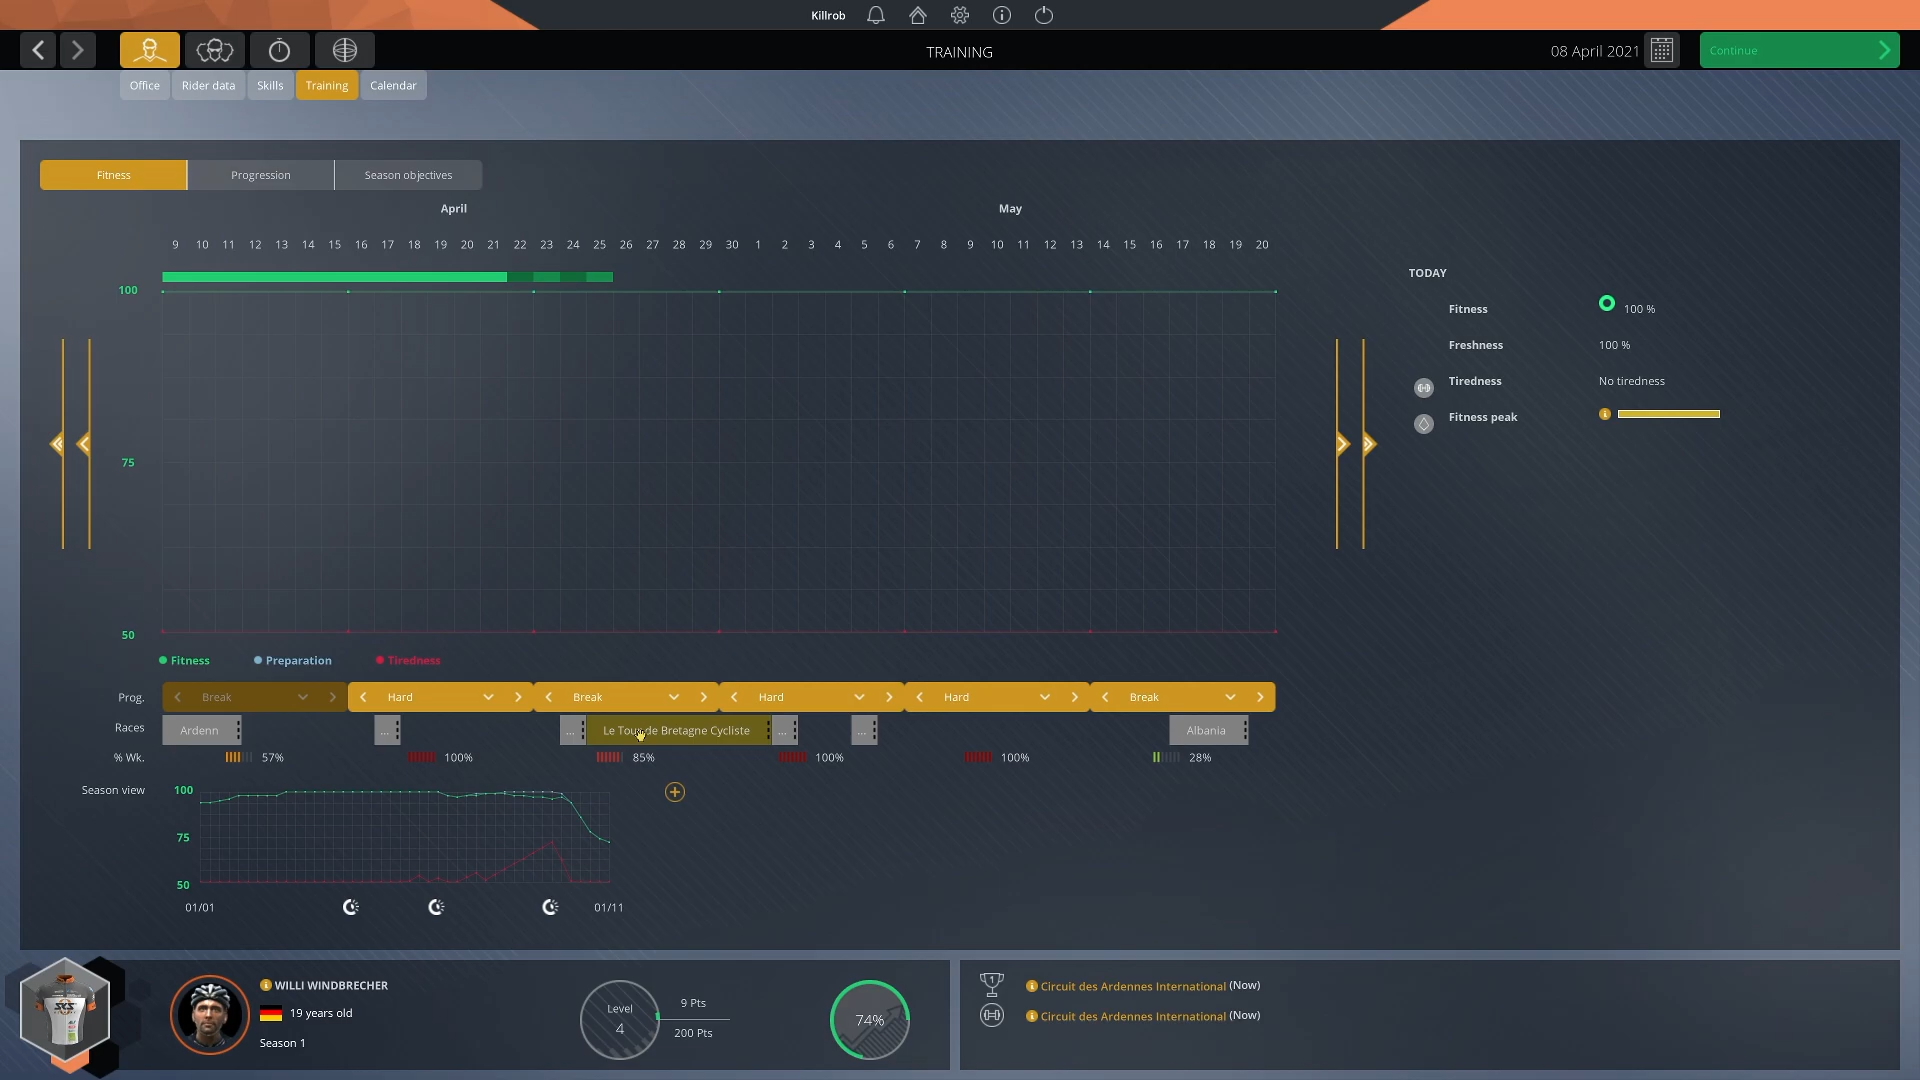 Killrob
TRAINING
08 April 2021
Continue
Office
Rider data
Skills
Training
Calendar
Fitness
Progression
Season objectives
April
May
9 10 11 12 13 14 15 16 17 18 19 20 21 22 23 24 25 26 27 28 29 30 1 2 3 4 5 6 7 8 9 10 11 12 13 14 15 16 17 18 19 20
100
75
50
TODAY
Fitness 100 %
Freshness 100 %
Tiredness No tiredness
Fitness peak
Fitness Preparation Tiredness
Prog. Break Hard Break Hard Hard Break
Races Ardenn ... ... Le Tour de Bretagne Cycliste ... ... Albania
% Wk. 57% 100% 85% 100% 100% 28%
Season view
100
75
50
01/01
01/11
WILLI WINDBRECHER
19 years old
Season 1
Level
4
9 Pts
200 Pts
74%
Circuit des Ardennes International (Now)
Circuit des Ardennes International (Now)